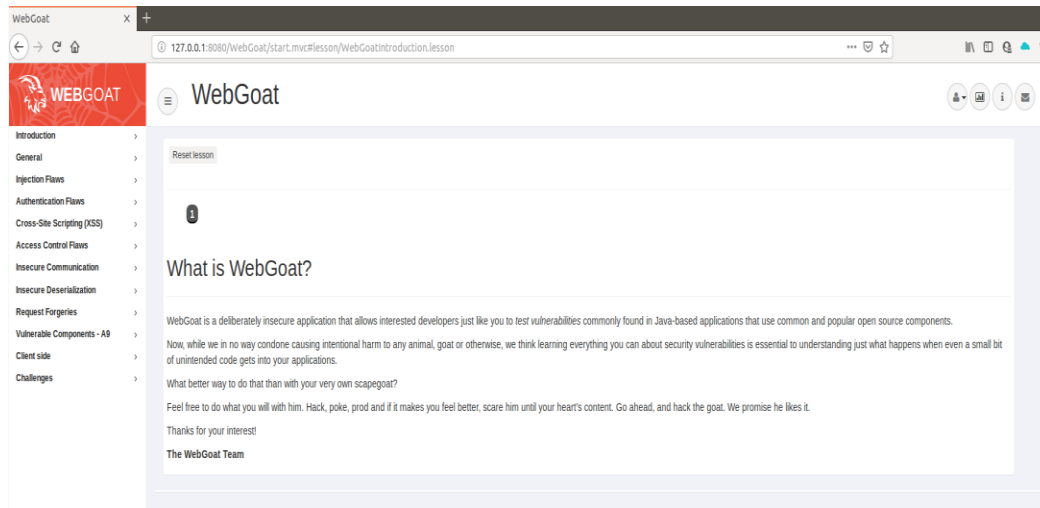 WebGoat
127.0.0.1:8080/WebGoat/start.mvc#lesson/WebGoatIntroduction.lesson
WEBGOAT
WebGoat
Introduction
General
Injection Flaws
Authentication Flaws
Cross-Site Scripting (XSS)
Access Control Flaws
Insecure Communication
Insecure Deserialization
Request Forgeries
Vulnerable Components - A9
Client side
Challenges
Reset lesson
1
What is WebGoat?
WebGoat is a deliberately insecure application that allows interested developers just like you to test vulnerabilities commonly found in Java-based applications that use common and popular open source components.
Now, while we in no way condone causing intentional harm to any animal, goat or otherwise, we think learning everything you can about security vulnerabilities is essential to understanding just what happens when even a small bit
of unintended code gets into your applications.
What better way to do that than with your very own scapegoat?
Feel free to do what you will with him. Hack, poke, prod and if it makes you feel better, scare him until your heart's content. Go ahead, and hack the goat. We promise he likes it.
Thanks for your interest!
The WebGoat Team